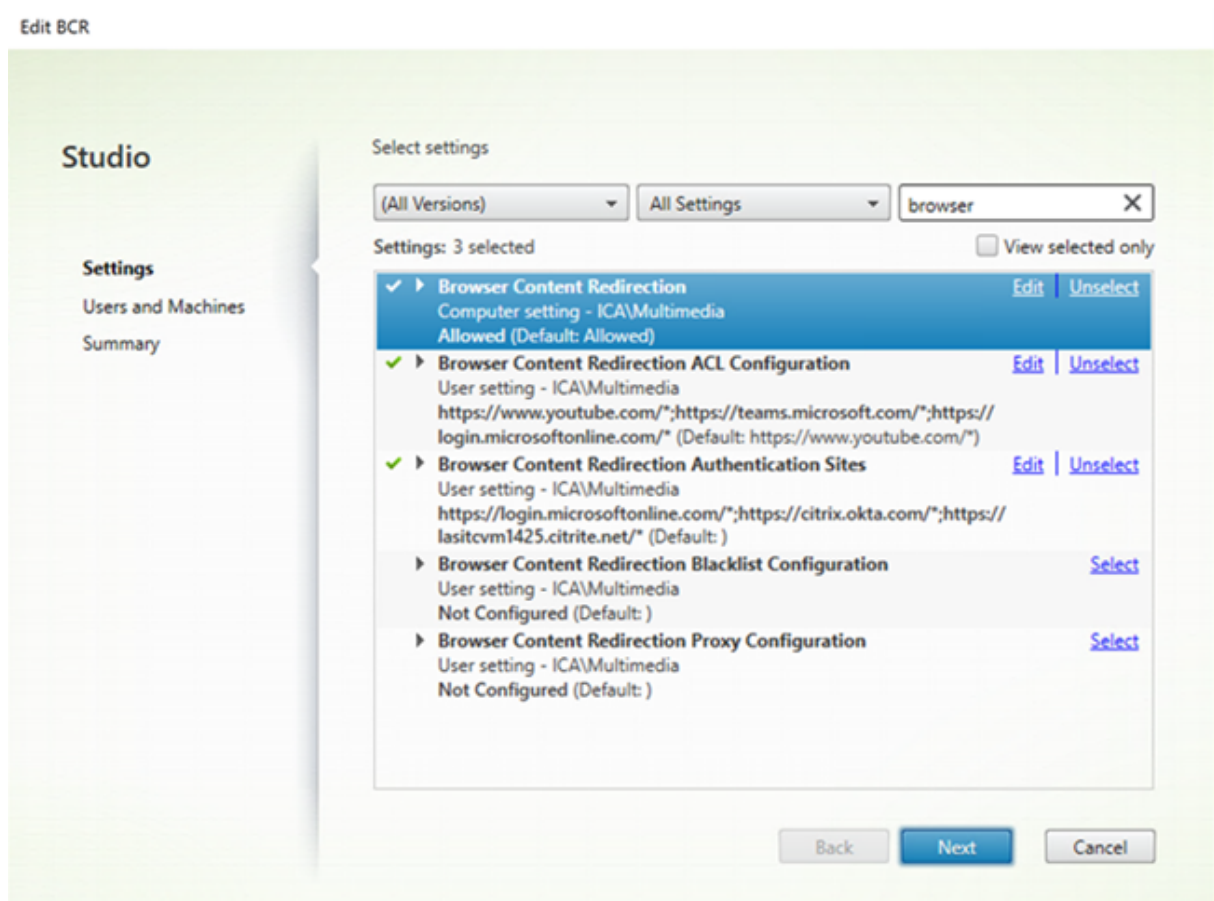 Edit BCR
Studio
Settings
Users and Machines
Summary
Select settings
(All Versions) All Settings browser
Settings: 3 selected View selected only
Browser Content Redirection Edit Unselect
Computer setting - ICA\Multimedia
Allowed (Default: Allowed)
Browser Content Redirection ACL Configuration Edit Unselect
User setting - ICA\Multimedia
https://www.youtube.com/*;https://teams.microsoft.com/*;https://
login.microsoftonline.com/* (Default: https://www.youtube.com/*)
Browser Content Redirection Authentication Sites Edit Unselect
User setting - ICA\Multimedia
https://login.microsoftonline.com/*;https://citrix.okta.com/*;https://
lasitcvm1425.citrite.net/* (Default: )
Browser Content Redirection Blacklist Configuration Select
User setting - ICA\Multimedia
Not Configured (Default: )
Browser Content Redirection Proxy Configuration Select
User setting - ICA\Multimedia
Not Configured (Default: )
Back Next Cancel